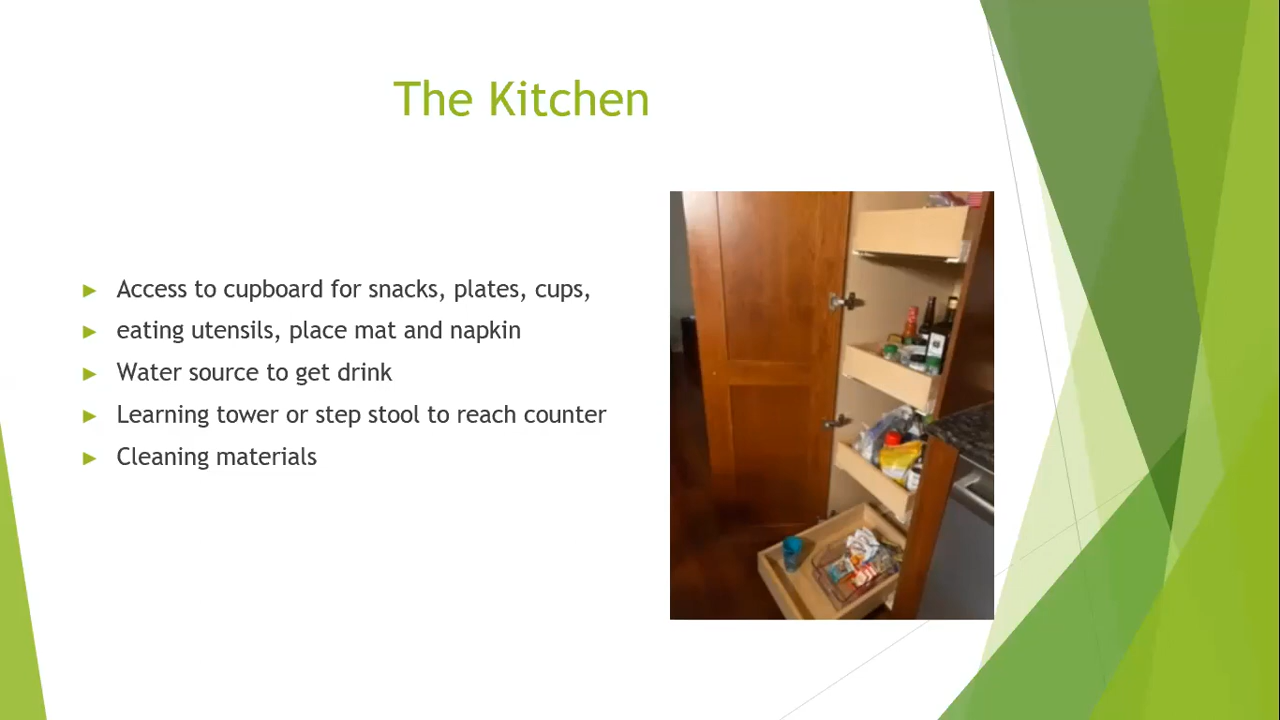 The Kitchen
Access to cupboard for snacks, plates, cups,
eating utensils, place mat and napkin
Water source to get drink
Learning tower or step stool to reach counter
Cleaning materials